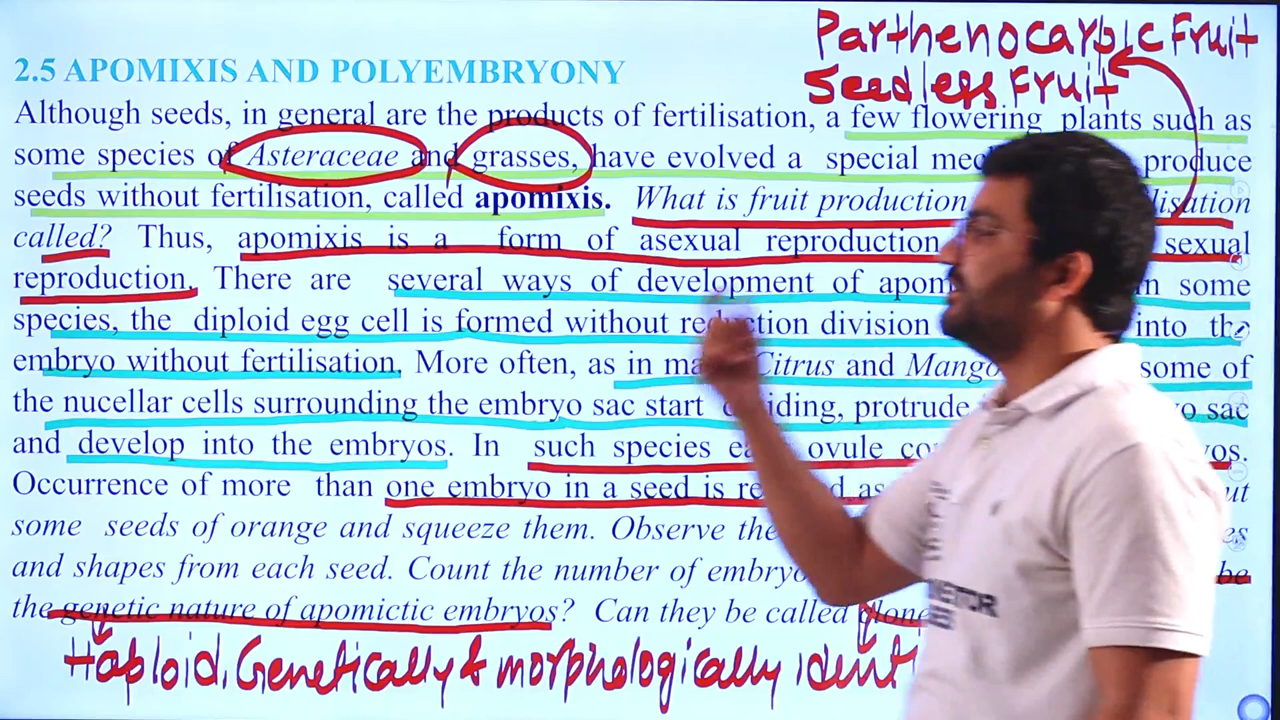 Parthenocarpic Fruit
Seedless Fruit
2.5 APOMIXIS AND POLYEMBRYONY
Although seeds, in general are the products of fertilisation, a few flowering plants such as
some species of Asteraceae and grasses, have evolved a special produce
seeds without fertilisation, called apomixis. What is fruit production
called? Thus, apomixis is a form of asexual reproduction sexual
reproduction. There are several ways of development of some
species, the diploid egg cell is formed without reduction division into the
embryo without fertilisation. More often, as in Citrus and Mango some of
the nucellar cells surrounding the embryo sac start dividing, protrude sac
and develop into the embryos. In such species ovule
Occurrence of more than one embryo in a seed is
some seeds of orange and squeeze them. Observe the
and shapes from each seed. Count the number of be
the genetic nature of apomictic embryos? Can they be called
Haploid, Genetically & morphologically